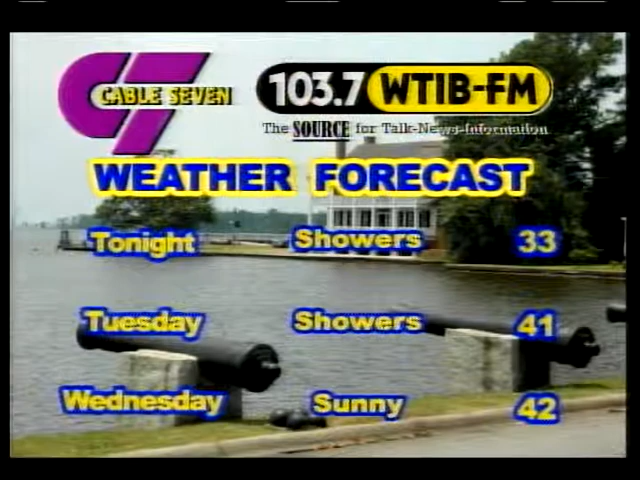 C7 CABLE SEVEN
103.7 WTIB-FM
The SOURCE for Talk-News-Information
WEATHER FORECAST
Tonight Showers 33
Tuesday Showers 41
Wednesday Sunny 42